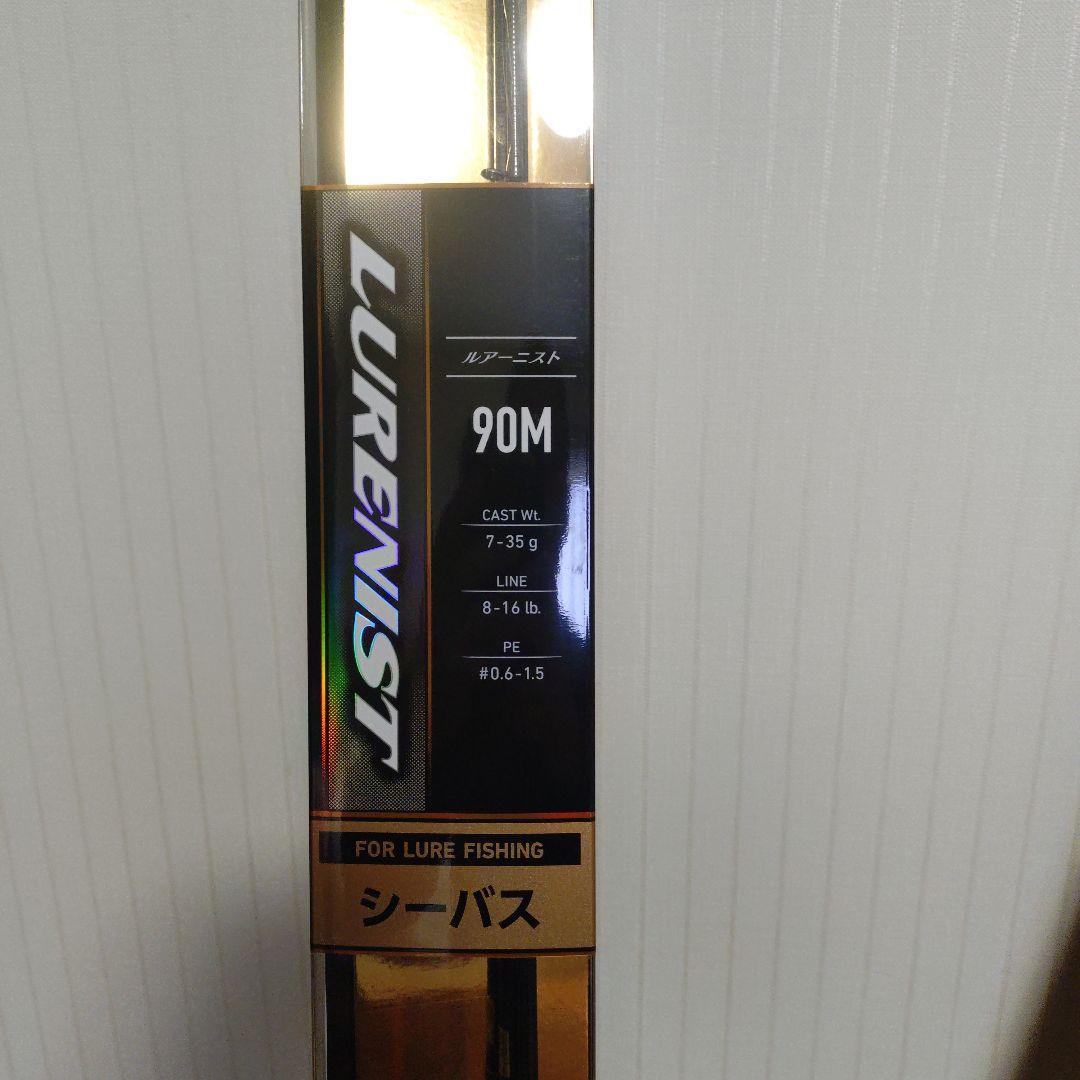 LURENIST
ルアーニスト
90M
CAST Wt.
7-35 g
LINE
8-16 lb.
PE
#0.6-1.5
FOR LURE FISHING
シーバス